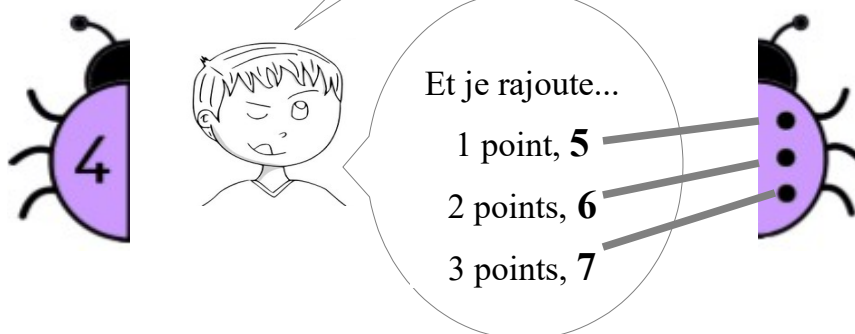 4
Et je rajoute...
1 point, 5
2 points, 6
3 points, 7